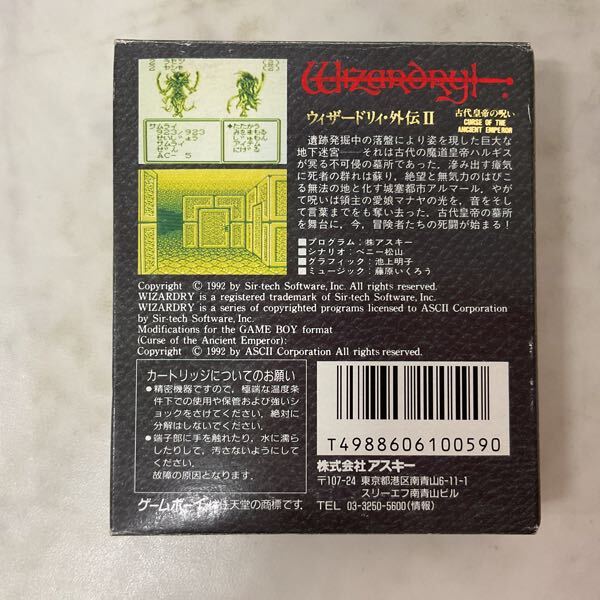 Wizardry
ウィザードリィ・外伝II
古代皇帝の呪い
CURSE OF THE
ANCIENT EMPEROR
遺跡発掘中の落盤により姿を現した巨大な
地下迷宮──それは古代の魔道皇帝ハルギス
が冥る不可侵の墓所であった。滲み出す瘴気
に死者の群れは蘇り，絶望と無気力のはびこ
る無法の地と化す城塞都市アルマール。やが
て呪いは領主の愛娘マナヤの光を，音をそし
て言葉までをも奪い去った。古代皇帝の墓所
を舞台に，今，冒険者たちの死闘が始まる！
■プログラム：㈱アスキー
■シナリオ：ベニー松山
■グラフィック：池上明子
■ミュージック：藤原いくろう
サムライ
923/923
AC- 5
たたかう
Copyright © 1992 by Sir-tech Software, Inc. All rights reserved.
WIZARDRY is a registered trademark of Sir-tech Software, Inc.
WIZARDRY is a series of copyrighted programs licensed to ASCII Corporation
by Sir-tech Software, Inc.
Modifications for the GAME BOY format
(Curse of the Ancient Emperor):
Copyright © 1992 by ASCII Corporation All rights reserved.
カートリッジについてのお願い
●精密機器ですので，極端な温度条
件下での使用や保管および強いシ
ョックをさけてください。絶対に
分解はしないでください。
●端子部に手を触れたり，水に濡ら
したりして，汚さないようにして
ください。
故障の原因となります。
ゲームボーイは任天堂の商標です。
T4988606100590
株式会社アスキー
〒107-24 東京都港区南青山6-11-1
スリーエフ南青山ビル
TEL 03-3250-5600(情報)